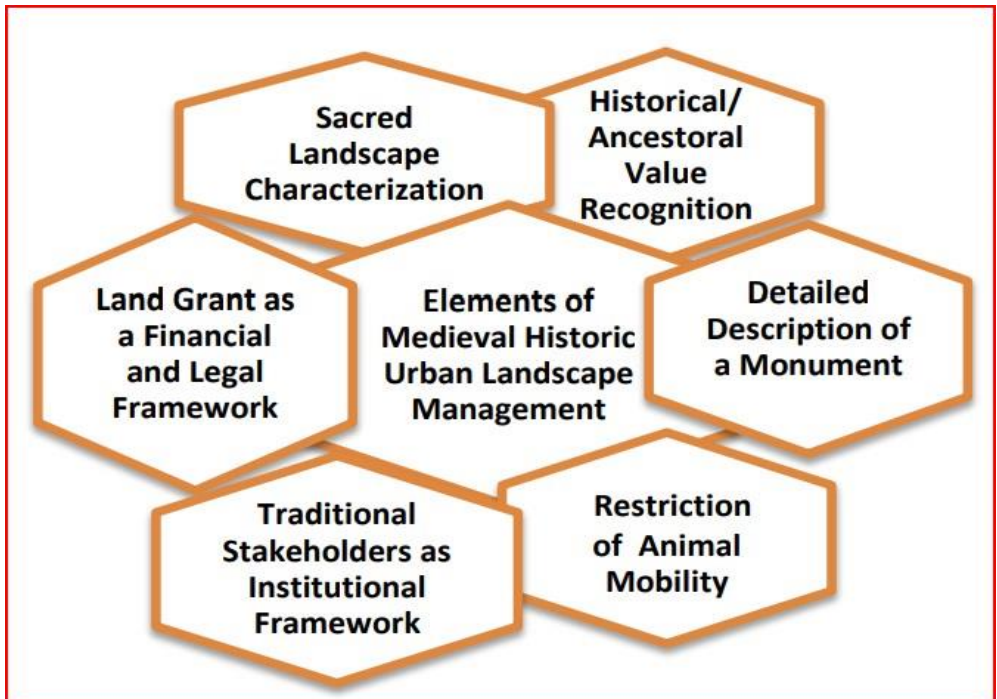 Sacred
Landscape
Characterization
Historical/
Ancestoral
Value
Recognition
Land Grant as
a Financial
and Legal
Framework
Elements of
Medieval Historic
Urban Landscape
Management
Detailed
Description of
a Monument
Traditional
Stakeholders as
Institutional
Framework
Restriction
of Animal
Mobility